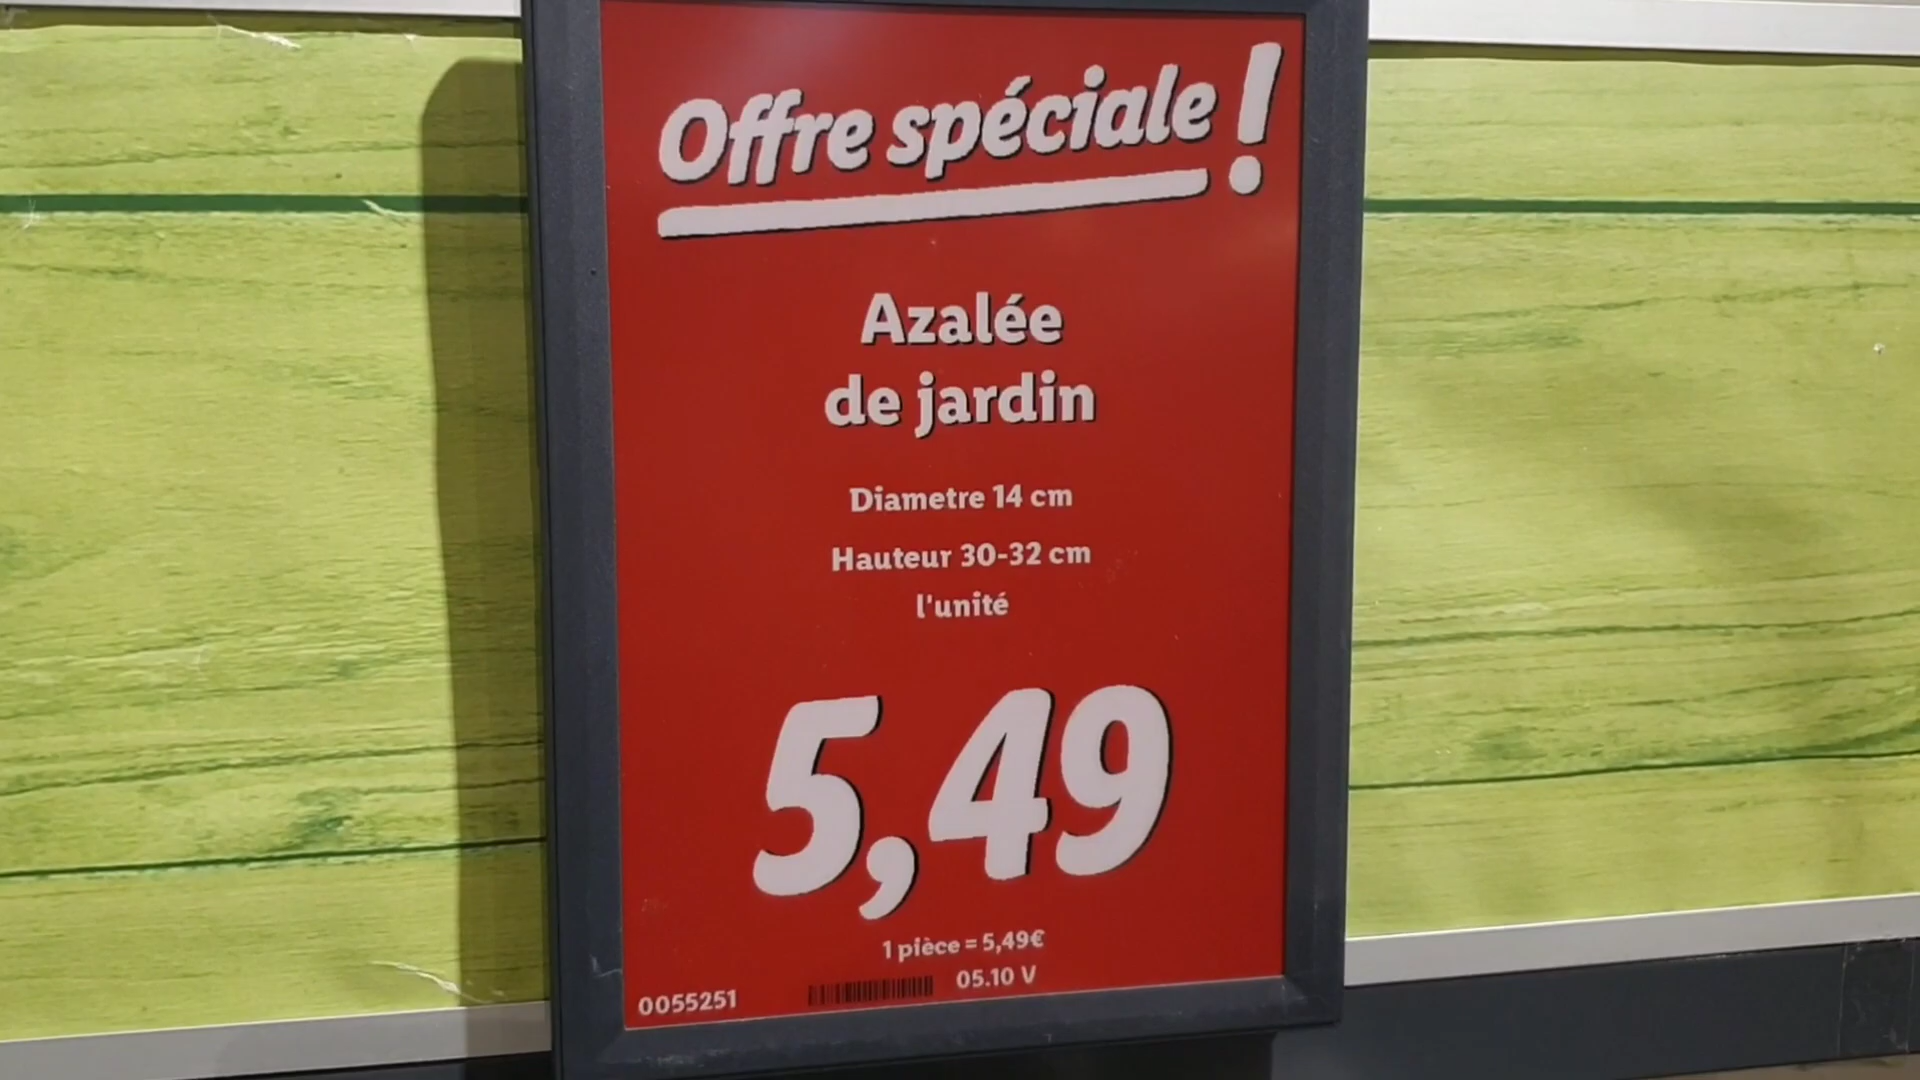 Offre spéciale !
Azalée
de jardin
Diametre 14 cm
Hauteur 30-32 cm
l'unité
5,49
1 pièce = 5,49€
05.10 V
0055251